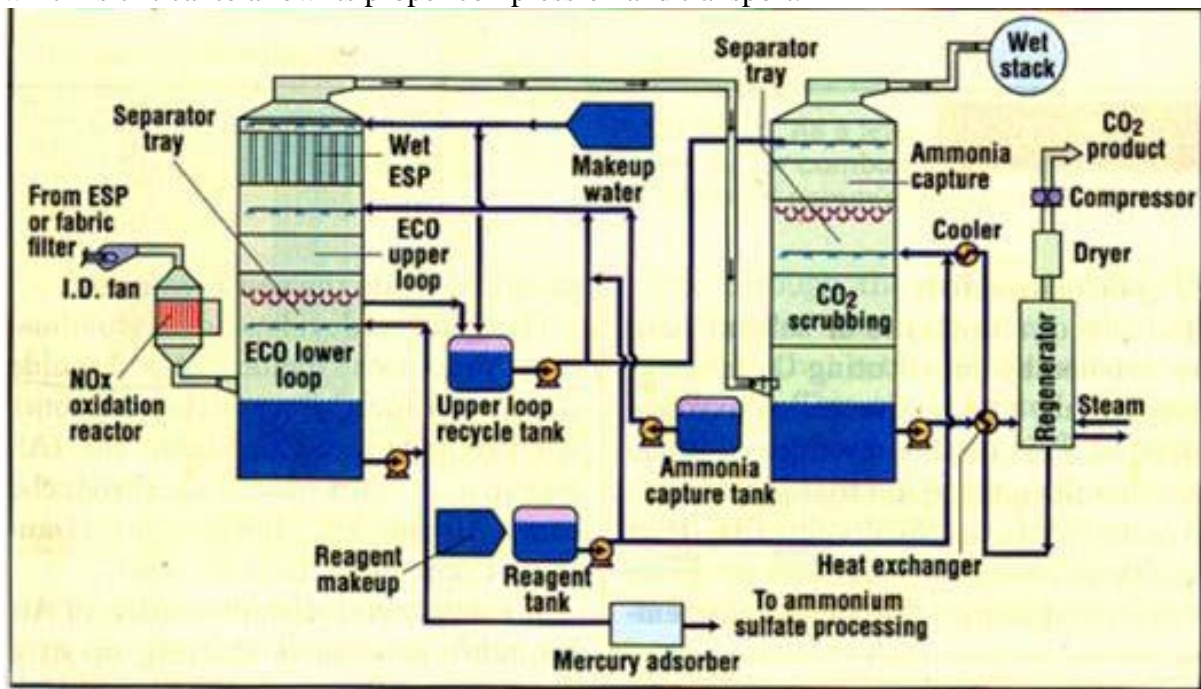 Separator
tray
Wet
stack
Separator
tray
Wet
ESP
Makeup
water
CO2
product
Ammonia
capture
Compressor
From ESP
or fabric
filter
ECO
upper
loop
Cooler
Dryer
I.D. fan
CO2
scrubbing
ECO lower
loop
NOx
oxidation
reactor
Upper loop
recycle tank
Regenerator
Steam
Ammonia
capture tank
Reagent
makeup
Reagent
tank
Heat exchanger
To ammonium
sulfate processing
Mercury adsorber